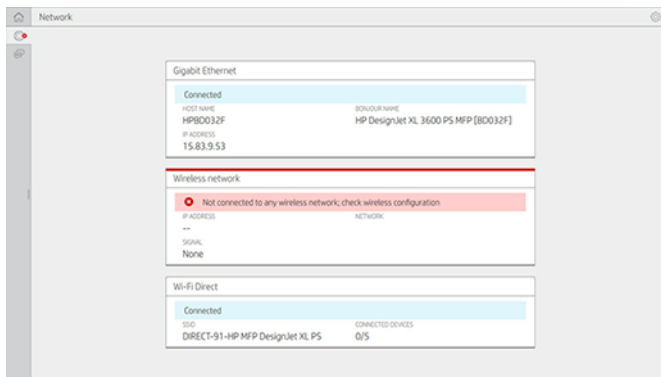 Network
Gigabit Ethernet
Connected
HOST NAME
BONJOUR NAME
HPBD032F
HP DesignJet XL 3600 PS MFP [BD032F]
IP ADDRESS
15.83.9.53
Wireless network
Not connected to any wireless network; check wireless configuration
IP ADDRESS
NETWORK
--
SIGNAL
None
Wi-Fi Direct
Connected
SSID
CONNECTED DEVICES
DIRECT-91-HP MFP DesignJet XL PS
0/5